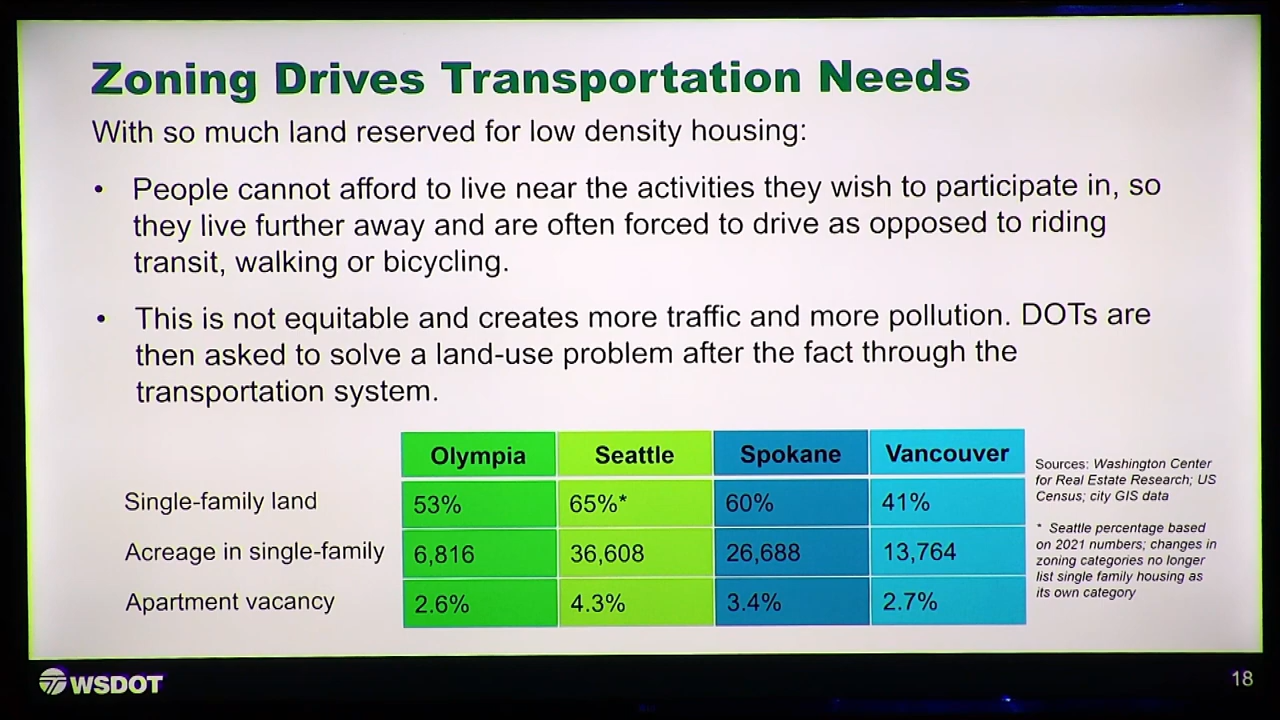 Zoning Drives Transportation Needs
With so much land reserved for low density housing:
• People cannot afford to live near the activities they wish to participate in, so
they live further away and are often forced to drive as opposed to riding
transit, walking or bicycling.
• This is not equitable and creates more traffic and more pollution. DOTs are
then asked to solve a land-use problem after the fact through the
transportation system.
Olympia Seattle Spokane Vancouver
Single-family land 53% 65%* 60% 41%
Acreage in single-family 6,816 36,608 26,688 13,764
Apartment vacancy 2.6% 4.3% 3.4% 2.7%
Sources: Washington Center
for Real Estate Research; US
Census; city GIS data
* Seattle percentage based
on 2021 numbers; changes in
zoning categories no longer
list single family housing as
its own category
WSDOT
18